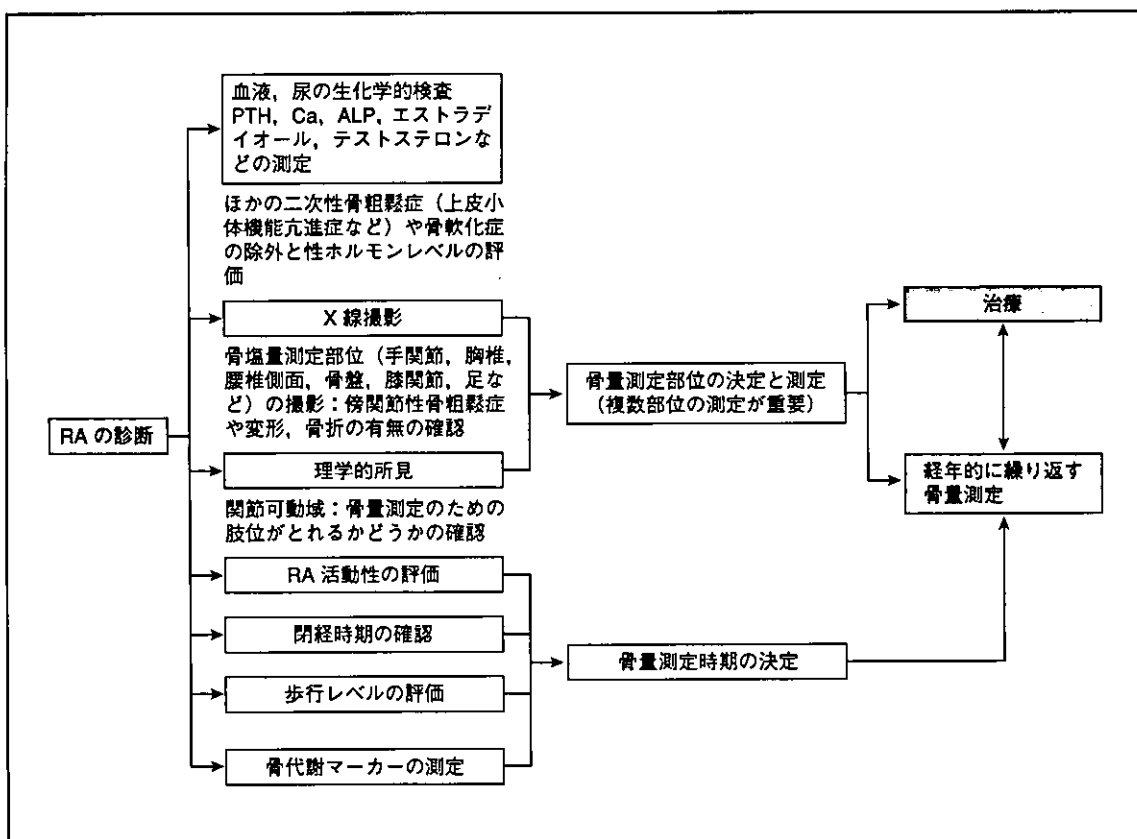 血液，尿の生化学的検査
PTH，Ca，ALP，エストラデ
イオール，テストステロンな
どの測定
ほかの二次性骨粗鬆症（上皮小
体機能亢進症など）や骨軟化症
の除外と性ホルモンレベルの評
価
X 線撮影
骨塩量測定部位（手関節，胸椎，
腰椎側面，骨盤，膝関節，足な
ど）の撮影：傍関節性骨粗鬆症
や変形，骨折の有無の確認
RA の診断
理学的所見
関節可動域：骨量測定のための
肢位がとれるかどうかの確認
RA 活動性の評価
閉経時期の確認
歩行レベルの評価
骨代謝マーカーの測定
骨量測定部位の決定と測定
（複数部位の測定が重要）
骨量測定時期の決定
治療
経年的に繰り返す
骨量測定